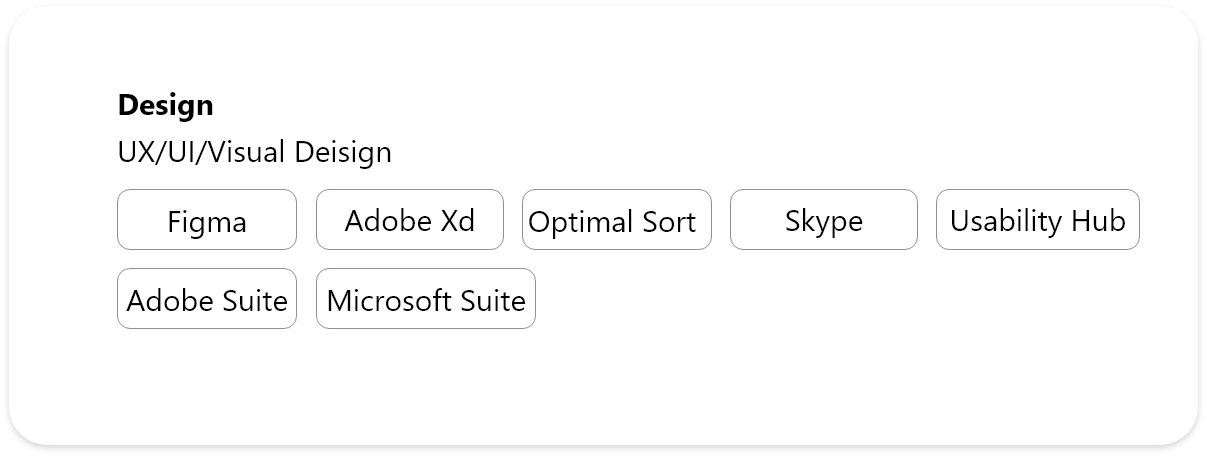 Design
UX/UI/Visual Deisign
Figma Adobe Xd Optimal Sort Skype Usability Hub
Adobe Suite Microsoft Suite